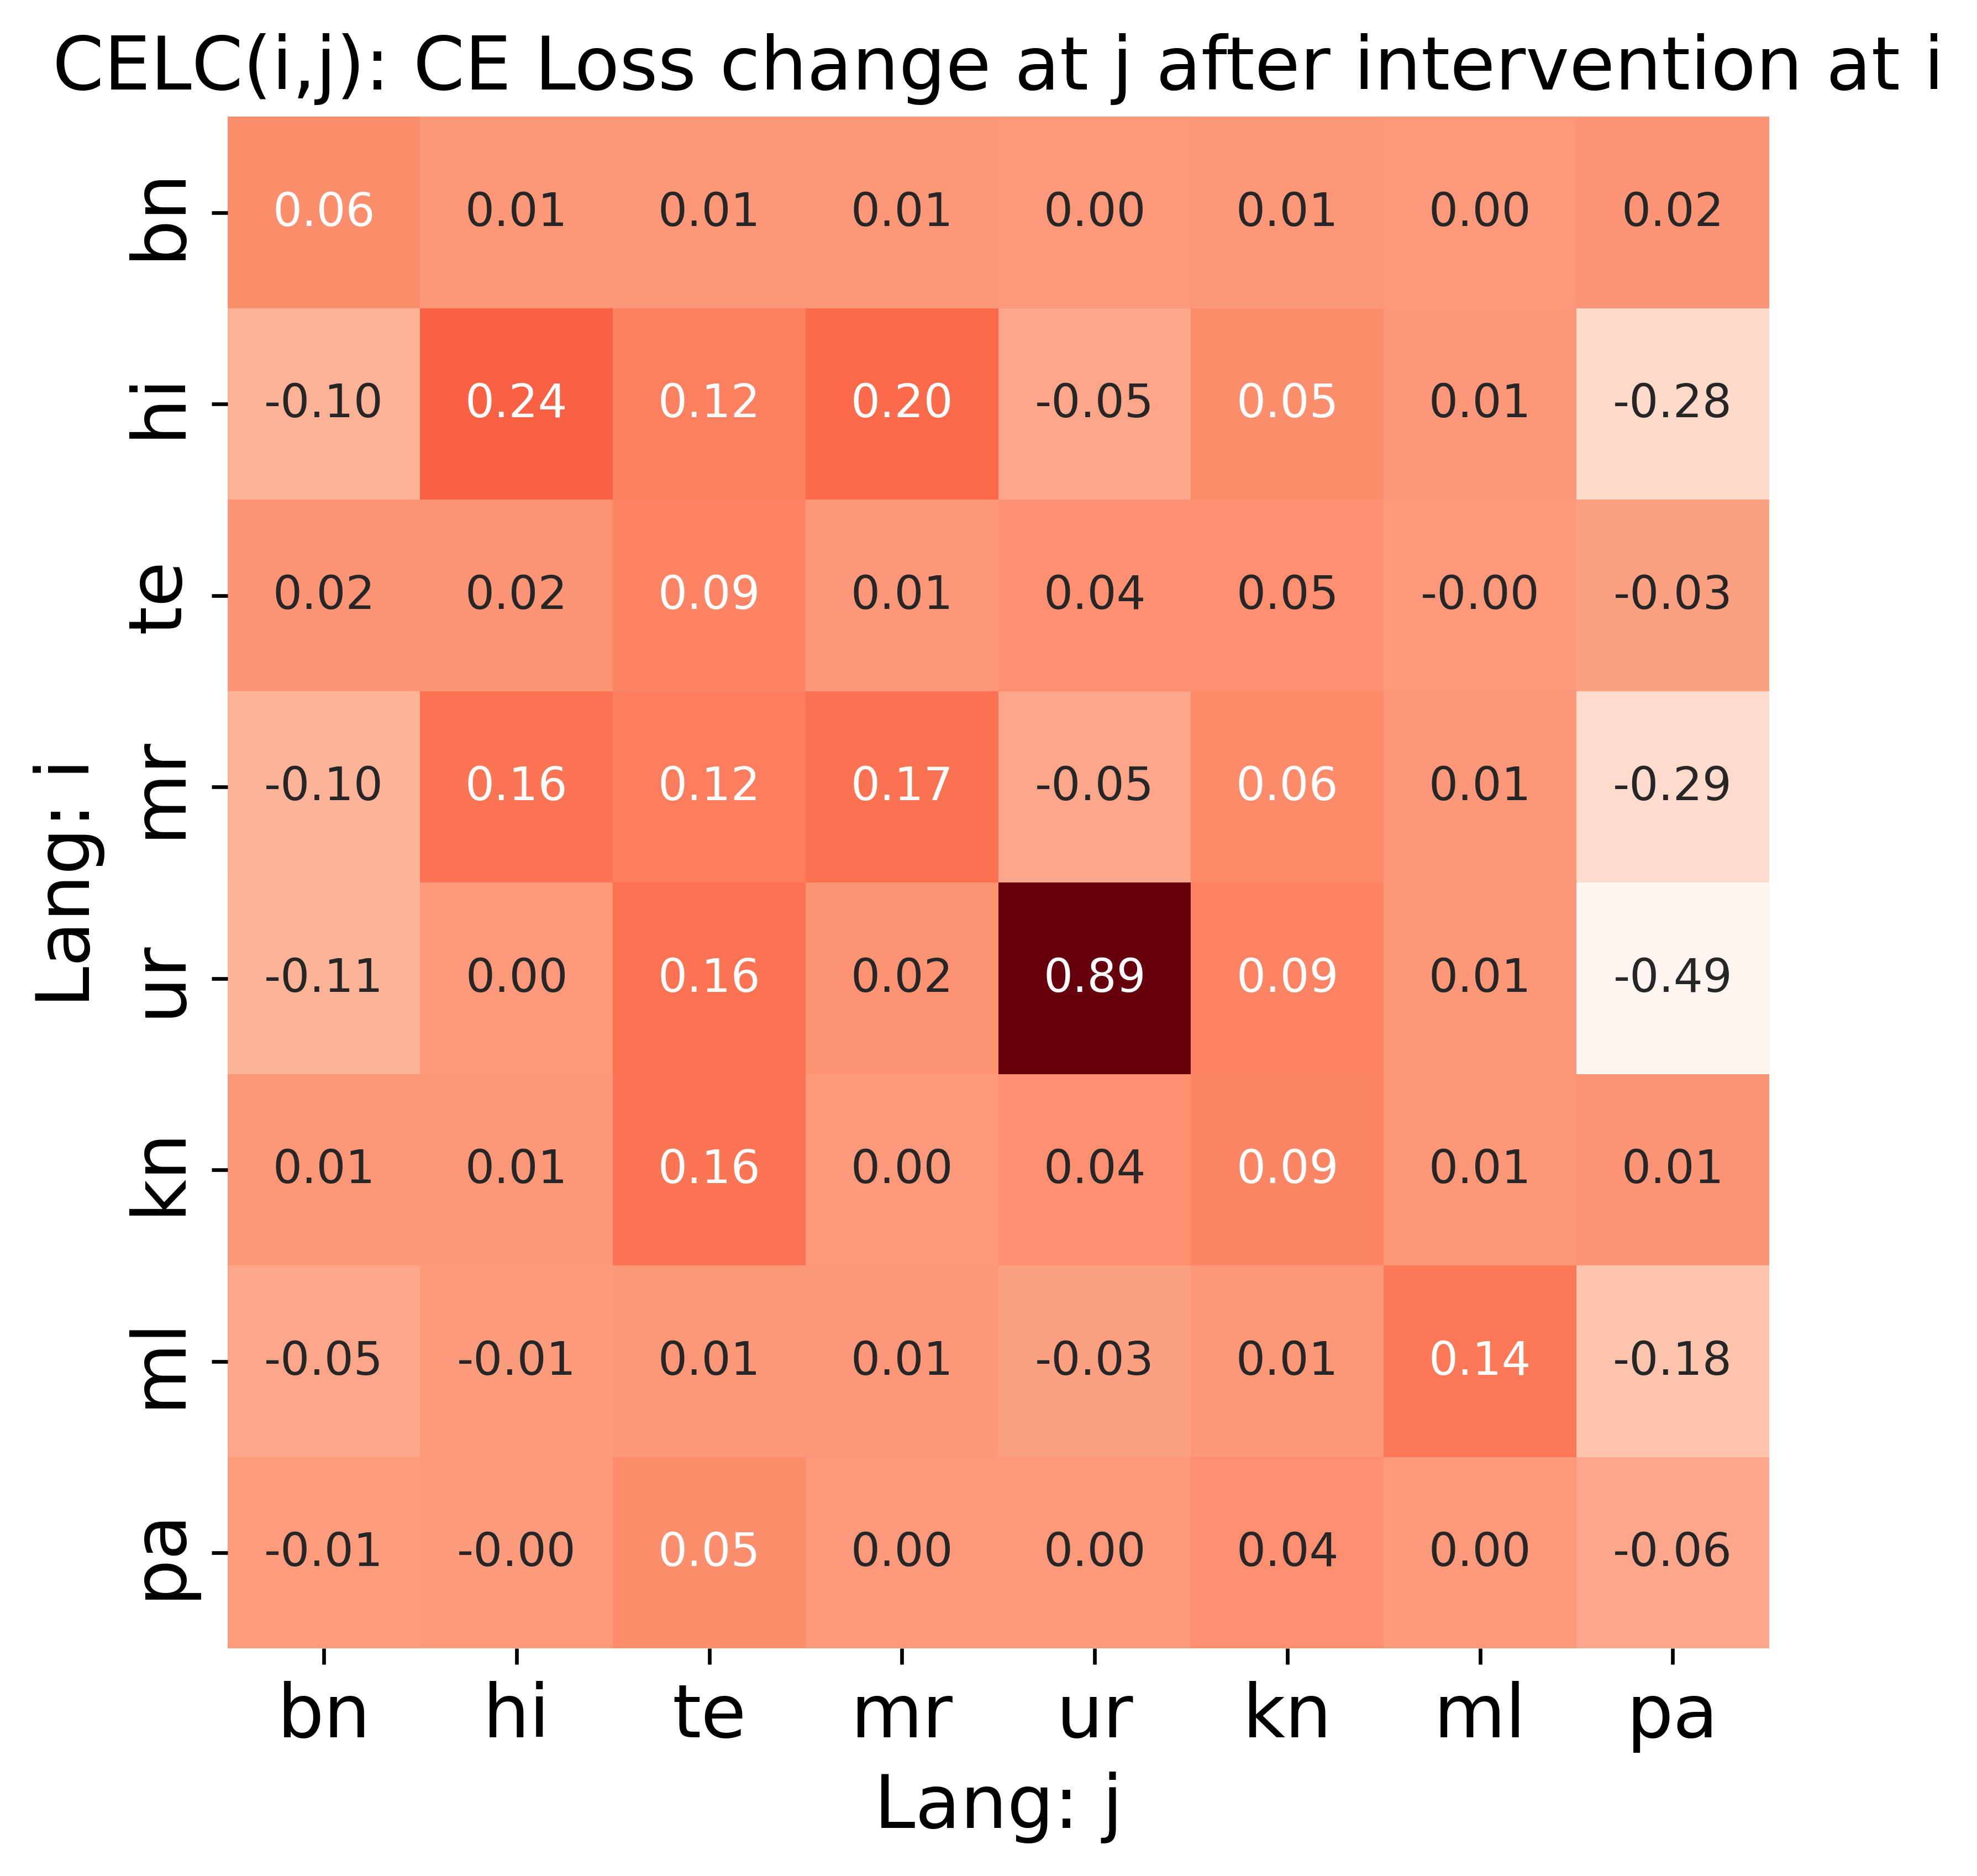 CELC(i,j): CE Loss change at j after intervention at i
Lang: i
bn 0.06 0.01 0.01 0.01 0.00 0.01 0.00 0.02
hi -0.10 0.24 0.12 0.20 -0.05 0.05 0.01 -0.28
te 0.02 0.02 0.09 0.01 0.04 0.05 -0.00 -0.03
mr -0.10 0.16 0.12 0.17 -0.05 0.06 0.01 -0.29
ur -0.11 0.00 0.16 0.02 0.89 0.09 0.01 -0.49
kn 0.01 0.01 0.16 0.00 0.04 0.09 0.01 0.01
ml -0.05 -0.01 0.01 0.01 -0.03 0.01 0.14 -0.18
pa -0.01 -0.00 0.05 0.00 0.00 0.04 0.00 -0.06
bn hi te mr ur kn ml pa
Lang: j